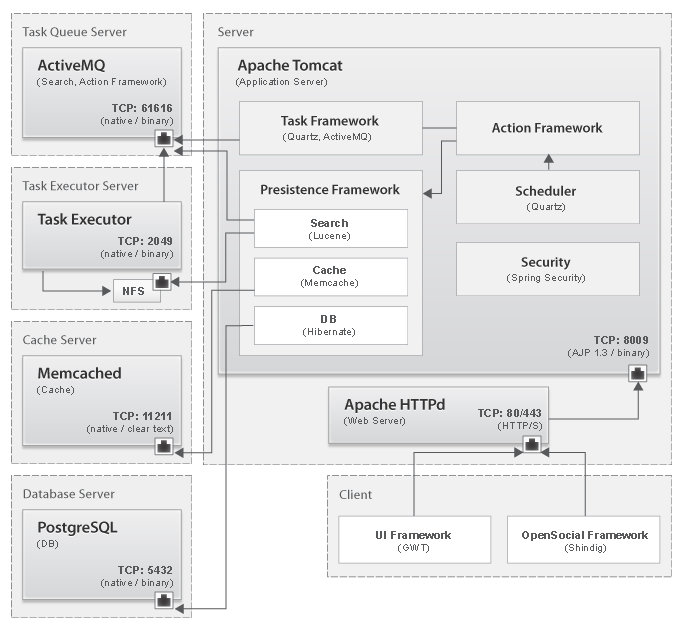 Task Queue Server
ActiveMQ
(Search, Action Framework)
TCP: 61616
(native / binary)
Task Executor Server
Task Executor
TCP: 2049
(native / binary)
NFS
Cache Server
Memcached
(Cache)
TCP: 11211
(native / clear text)
Database Server
PostgreSQL
(DB)
TCP: 5432
(native / binary)
Server
Apache Tomcat
(Application Server)
Task Framework
(Quartz, ActiveMQ)
Action Framework
Presistence Framework
Search
(Lucene)
Cache
(Memcache)
DB
(Hibernate)
Scheduler
(Quartz)
Security
(Spring Security)
TCP: 8009
(AJP 1.3 / binary)
Apache HTTPd
(Web Server)
TCP: 80/443
(HTTP/S)
Client
UI Framework
(GWT)
OpenSocial Framework
(Shindig)